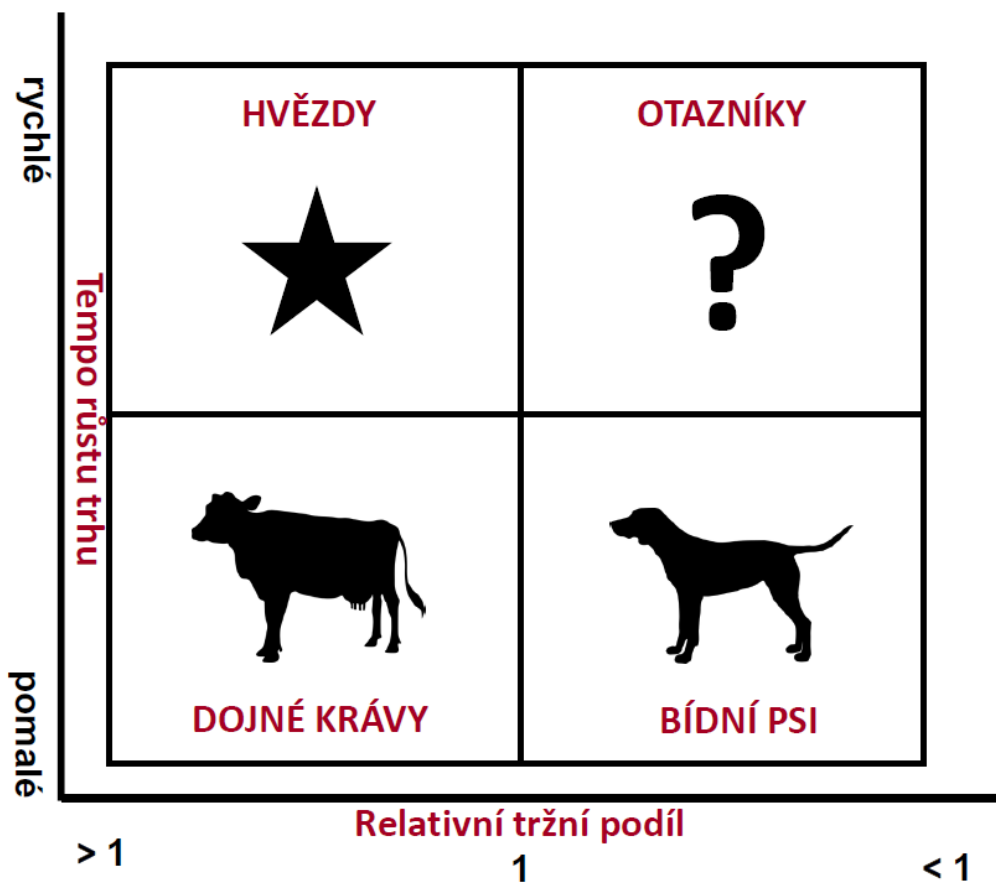 rychlé
HVĚZDY
OTAZNÍKY
?
Tempo růstu trhu
DOJNÉ KRÁVY
BÍDNÍ PSI
pomalé
Relativní tržní podíl
> 1
1
< 1